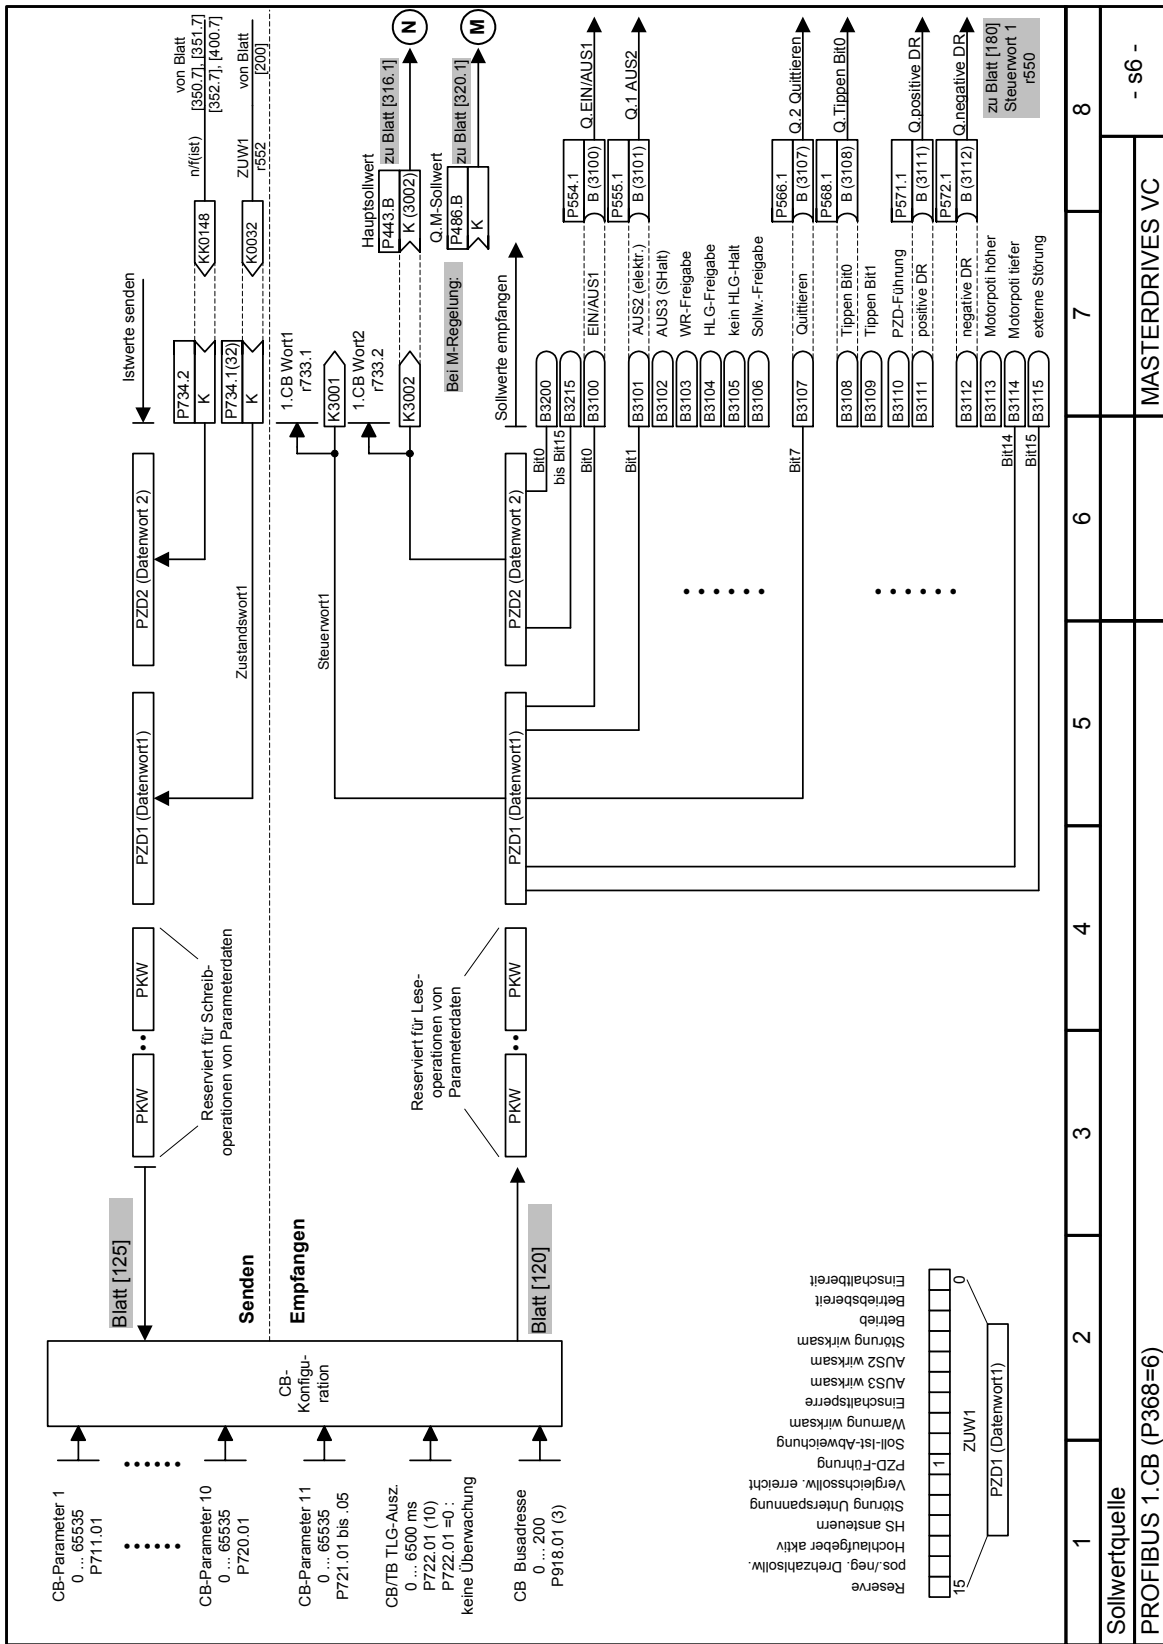 CB-Parameter 1
0 ... 65535
P711.01
CB-Parameter 10
0 ... 65535
P720.01
CB-Parameter 11
0 ... 65535
P721.01 bis .05
CB/TB TLG-Ausz.
0 ... 6500 ms
P722.01 (10)
P722.01 =0 :
keine Überwachung
CB Busadresse
0 ... 200
P918.01 (3)
CB-
Konfigu-
ration
Blatt [125]
Senden
Empfangen
Blatt [120]
PKW
PKW
Reserviert für Schreib-
operationen von Parameterdaten
PZD1 (Datenwort1)
PZD2 (Datenwort 2)
Istwerte senden
P734.2
K
KK0148
n/f(ist)
von Blatt
[350.7], [351.7]
[352.7], [400.7]
Zustandswort1
P734.1(32)
K
K0032
ZUW1
r552
von Blatt
[200]
1.CB Wort1
r733.1
Steuerwort1
K3001
1.CB Wort2
r733.2
K3002
Hauptsollwert
P443.B
K (3002)
zu Blatt [316.1]
N
Bei M-Regelung:
Q.M-Sollwert
P486.B
K
zu Blatt [320.1]
M
Reserviert für Lese-
operationen von
Parameterdaten
PKW
PKW
PZD1 (Datenwort1)
PZD2 (Datenwort 2)
Sollwerte empfangen
Bit0
B3200
bis Bit15
B3215
Bit0
B3100
EIN/AUS1
P554.1
B (3100)
Q.EIN/AUS1
Bit1
B3101
AUS2 (elektr.)
P555.1
B (3101)
Q.1 AUS2
B3102
AUS3 (SHalt)
B3103
WR-Freigabe
B3104
HLG-Freigabe
B3105
kein HLG-Halt
B3106
Sollw.-Freigabe
Bit7
B3107
Quittieren
P566.1
B (3107)
Q.2 Quittieren
B3108
Tippen Bit0
P568.1
B (3108)
Q.Tippen Bit0
B3109
Tippen Bit1
B3110
PZD-Führung
B3111
positive DR
P571.1
B (3111)
Q.positive DR
B3112
negative DR
P572.1
B (3112)
Q.negative DR
B3113
Motorpoti höher
Bit14
B3114
Motorpoti tiefer
Bit15
B3115
externe Störung
zu Blatt [180]
Steuerwort 1
r550
Reserve
pos./neg. Drehzahlsollw.
Hochlaufgeber aktiv
HS ansteuern
Störung Unterspannung
Vergleichssollw. erreicht
PZD-Führung
Soll-Ist-Abweichung
Warnung wirksam
Einschaltsperre
AUS3 wirksam
AUS2 wirksam
Störung wirksam
Betrieb
Betriebsbereit
Einschaltbereit
1
15
ZUW1
0
PZD1 (Datenwort1)
1
2
3
4
5
6
7
8
Sollwertquelle
PROFIBUS 1.CB (P368=6)
MASTERDRIVES VC
- s6 -